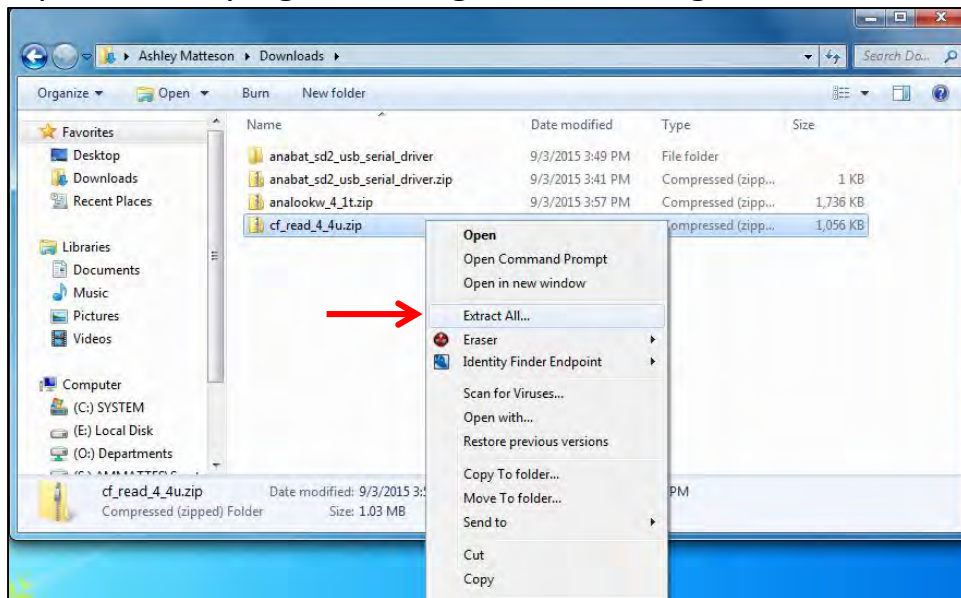 Ashley Matteson ▸ Downloads ▸
Search Do...
Organize Open Burn New folder
Name Date modified Type Size
Favorites
Desktop
Downloads
Recent Places
Libraries
Documents
Music
Pictures
Videos
Computer
(C:) SYSTEM
(E:) Local Disk
(O:) Departments
anabat_sd2_usb_serial_driver 9/3/2015 3:49 PM File folder
anabat_sd2_usb_serial_driver.zip 9/3/2015 3:41 PM Compressed (zipp... 1 KB
analookw_4_1t.zip 9/3/2015 3:57 PM Compressed (zipp... 1,736 KB
cf_read_4_4u.zip Compressed (zipp... 1,056 KB
Open
Open Command Prompt
Open in new window
Extract All...
Eraser
Identity Finder Endpoint
Scan for Viruses...
Open with...
Restore previous versions
Copy To folder...
Move To folder...
Send to
Cut
Copy
cf_read_4_4u.zip Date modified: 9/3/2015 PM
Compressed (zipped) Folder Size: 1.03 MB